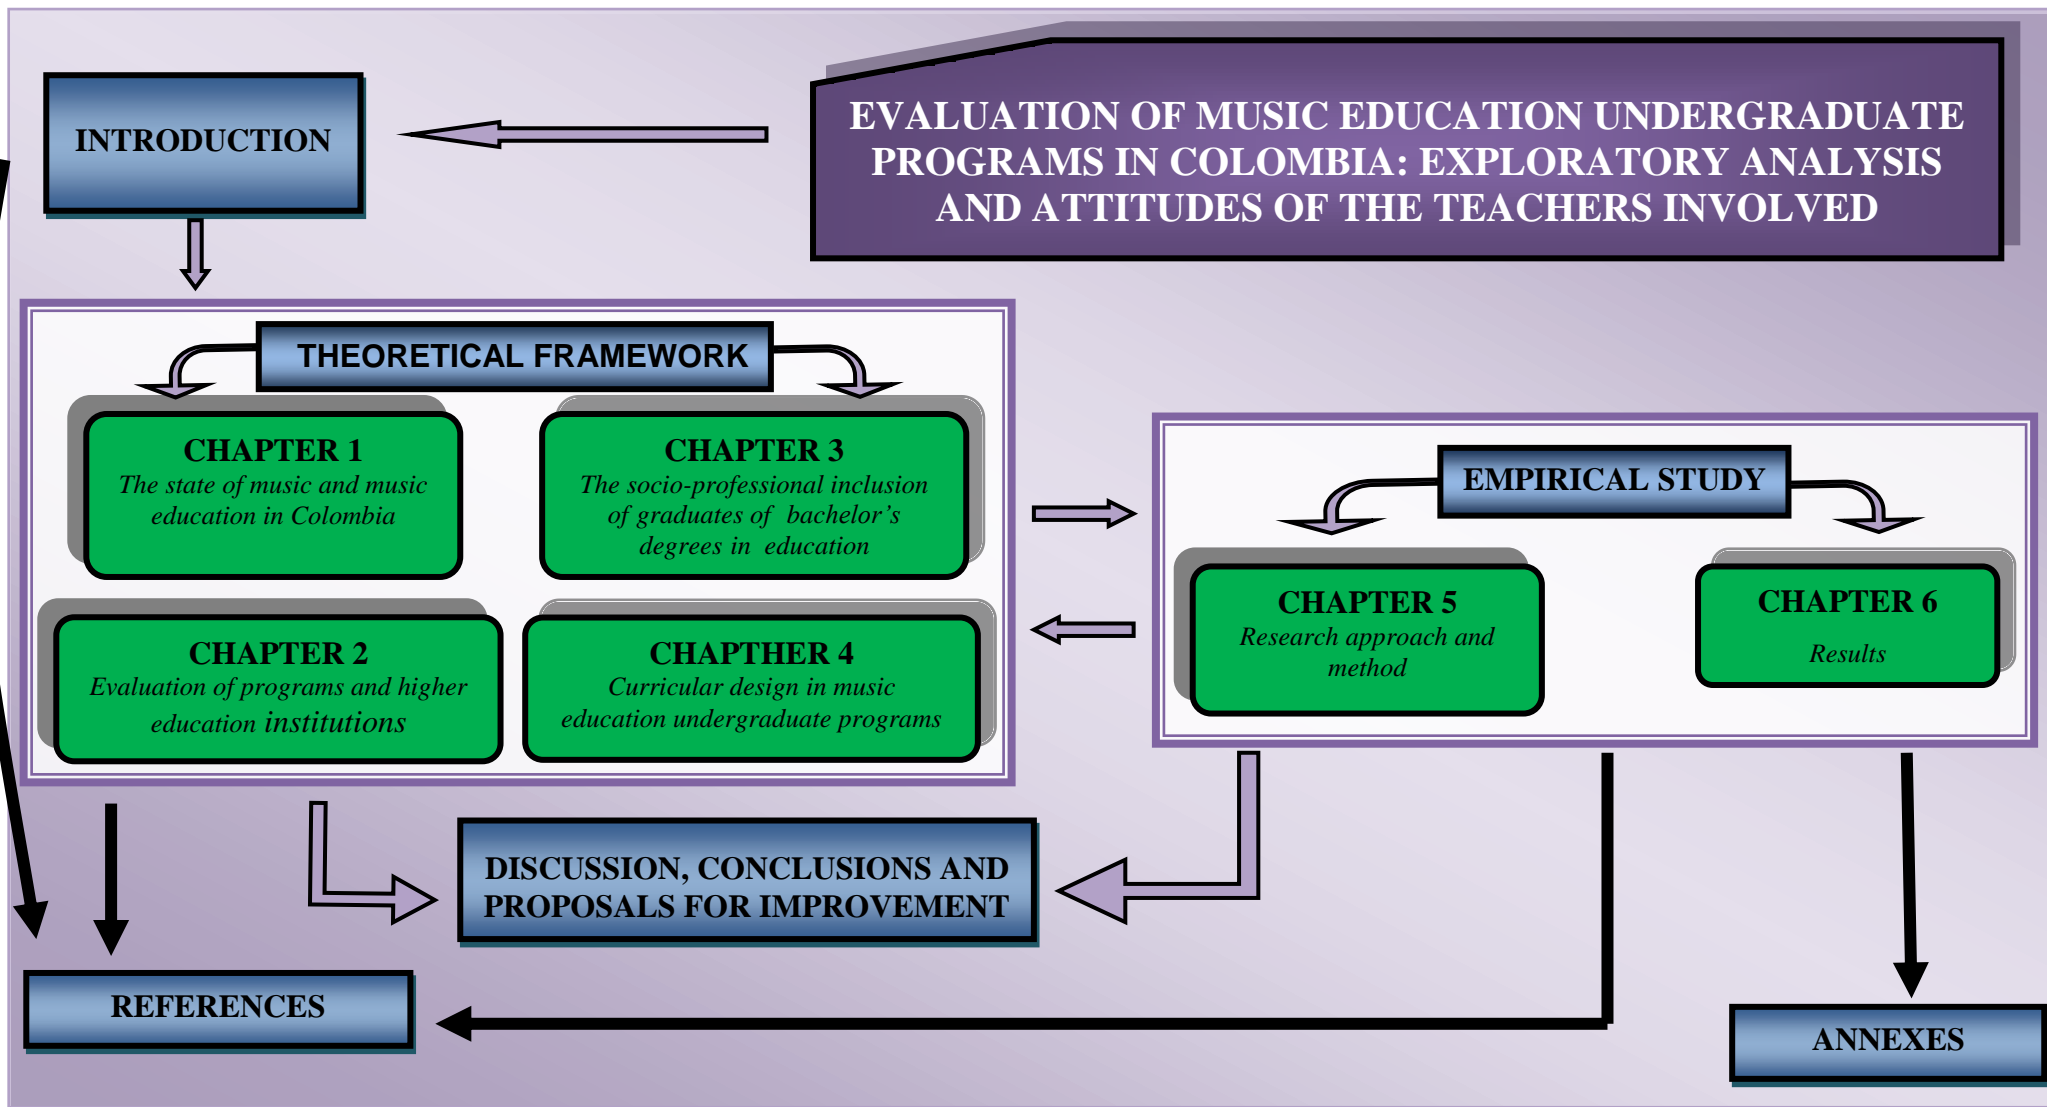 INTRODUCTION
EVALUATION OF MUSIC EDUCATION UNDERGRADUATE
PROGRAMS IN COLOMBIA: EXPLORATORY ANALYSIS
AND ATTITUDES OF THE TEACHERS INVOLVED
THEORETICAL FRAMEWORK
CHAPTER 1
The state of music and music
education in Colombia
CHAPTER 3
The socio-professional inclusion
of graduates of bachelor’s
degrees in education
CHAPTER 2
Evaluation of programs and higher
education institutions
CHAPTHER 4
Curricular design in music
education undergraduate programs
EMPIRICAL STUDY
CHAPTER 5
Research approach and
method
CHAPTER 6
Results
DISCUSSION, CONCLUSIONS AND
PROPOSALS FOR IMPROVEMENT
REFERENCES
ANNEXES